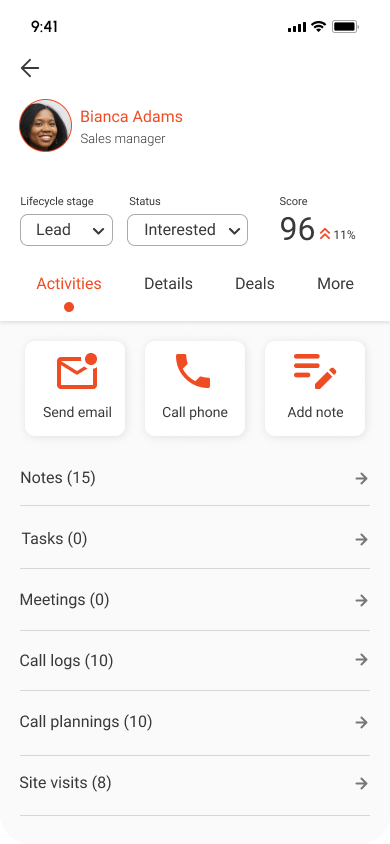 9:41
Bianca Adams
Sales manager
Lifecycle stage
Status
Score
Lead
Interested
96
11%
Activities
Details
Deals
More
Send email
Call phone
Add note
Notes (15)
Tasks (0)
Meetings (0)
Call logs (10)
Call plannings (10)
Site visits (8)